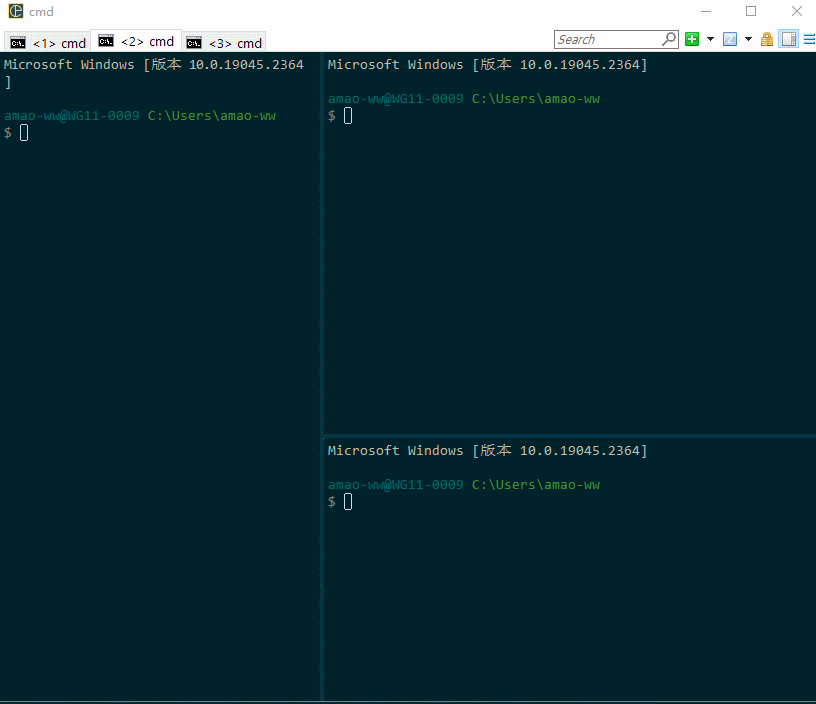 cmd
<1> cmd
<2> cmd
<3> cmd
Search
Microsoft Windows [版本 10.0.19045.2364
]
amao-ww@WG11-0009 C:\Users\amao-ww
$
Microsoft Windows [版本 10.0.19045.2364]
amao-ww@WG11-0009 C:\Users\amao-ww
$
Microsoft Windows [版本 10.0.19045.2364]
amao-ww@WG11-0009 C:\Users\amao-ww
$